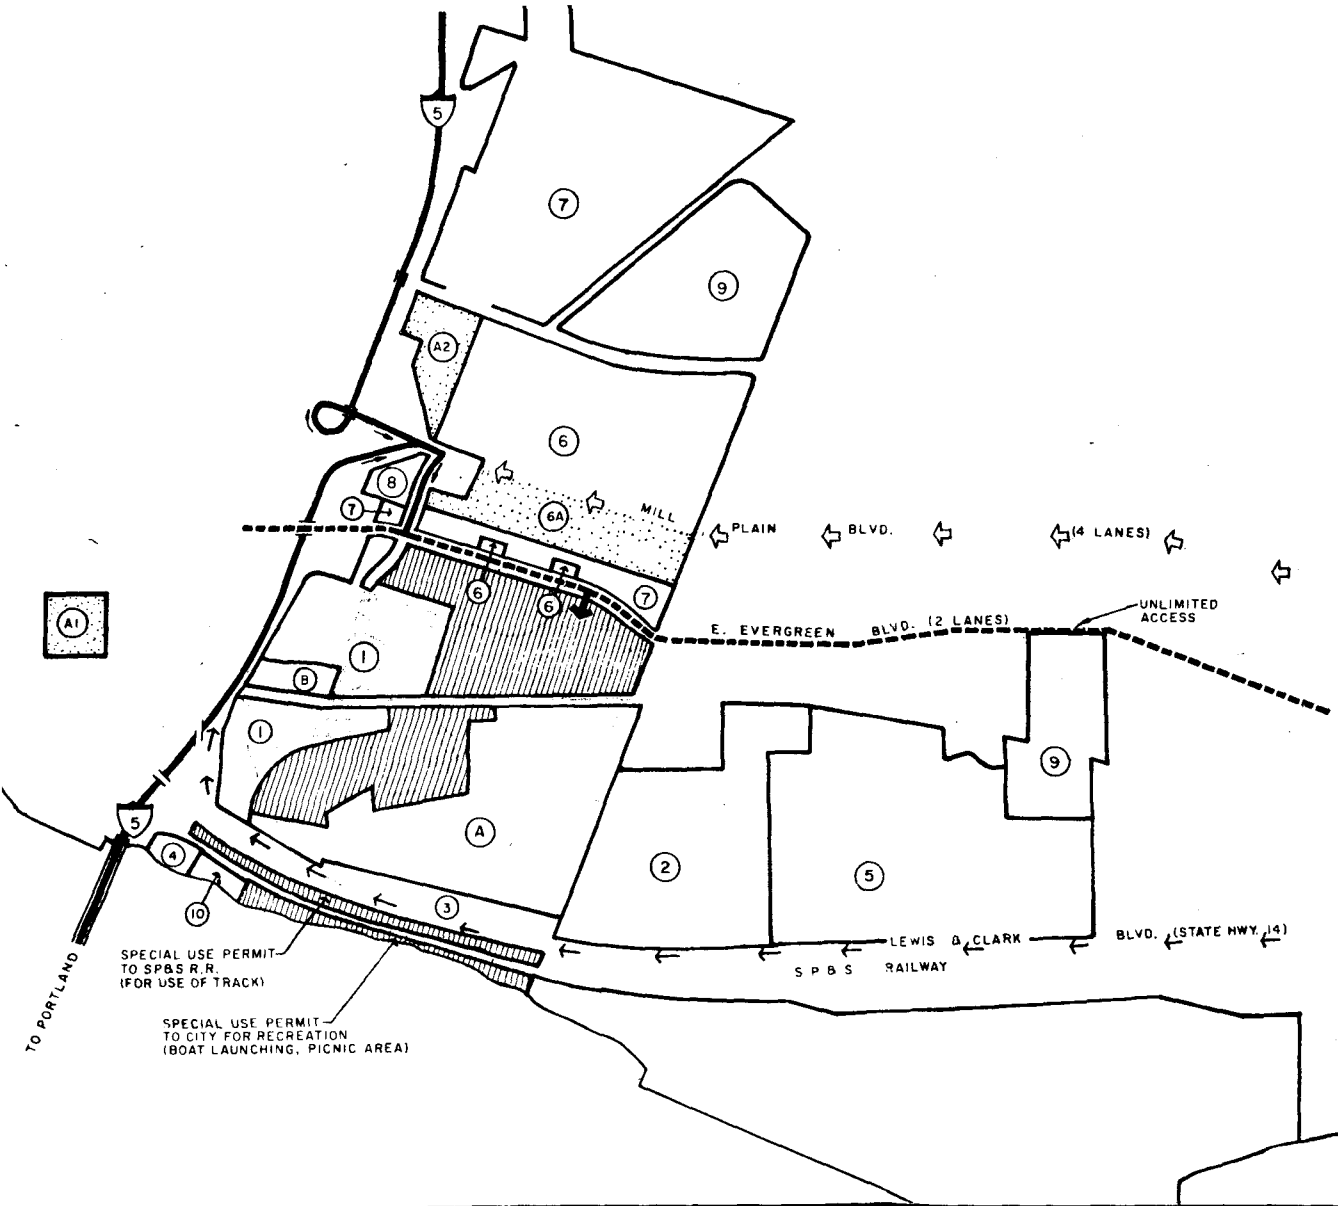 5
7
9
A2
6
8
7
6A
MILL
PLAIN
BLVD.
(4 LANES)
6
6
7
A1
E. EVERGREEN
BLVD. (2 LANES)
UNLIMITED
ACCESS
1
B
1
9
5
A
4
2
5
10
3
LEWIS & CLARK
BLVD. (STATE HWY. 14)
S P & S RAILWAY
SPECIAL USE PERMIT
TO SP&S R.R.
(FOR USE OF TRACK)
TO PORTLAND
SPECIAL USE PERMIT
TO CITY FOR RECREATION
(BOAT LAUNCHING, PICNIC AREA)